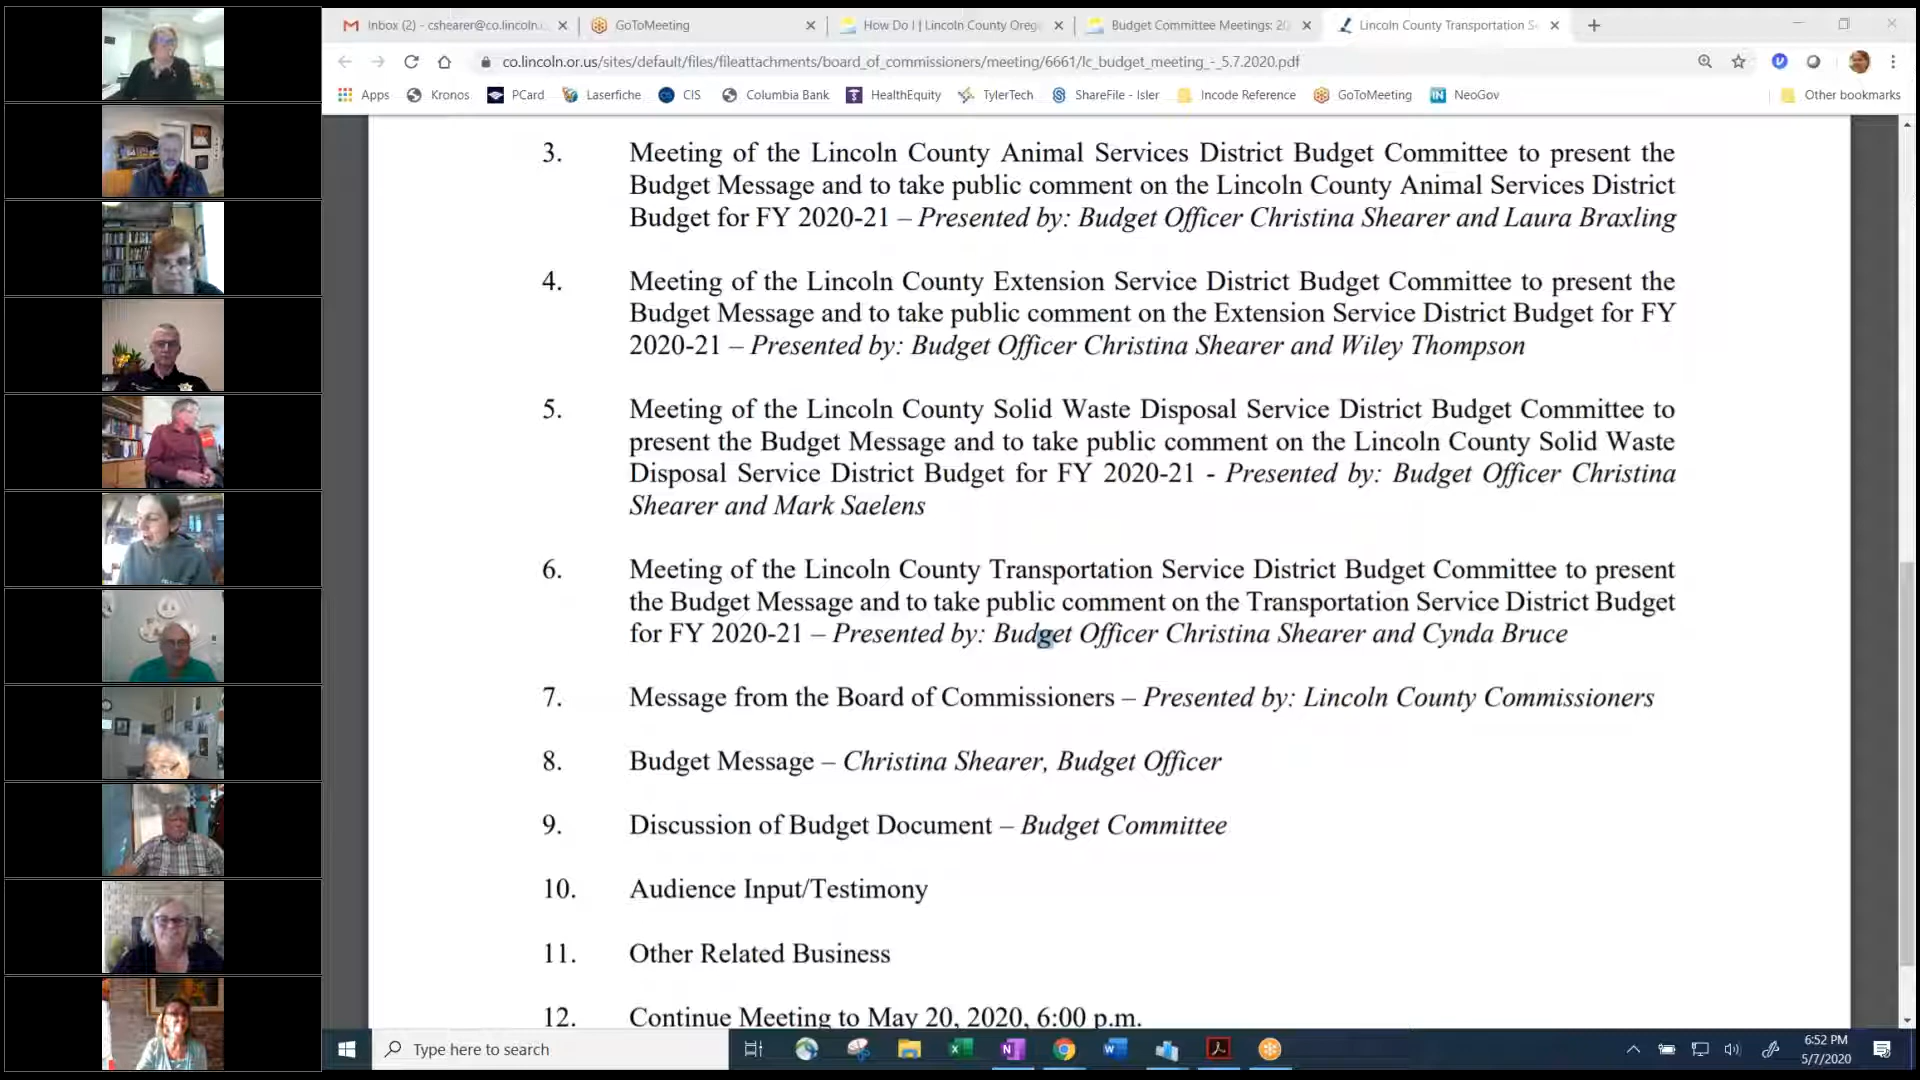 Inbox (2) - cshearer@co.lincoln.
GoToMeeting
How Do I | Lincoln County Oreg
Budget Committee Meetings: 20
Lincoln County Transportation S
co.lincoln.or.us/sites/default/files/fileattachments/board_of_commissioners/meeting/6661/lc_budget_meeting_-_5.7.2020.pdf
Apps Kronos PCard Laserfiche CIS Columbia Bank HealthEquity TylerTech ShareFile - Isler Incode Reference GoToMeeting NeoGov Other bookmarks
3. Meeting of the Lincoln County Animal Services District Budget Committee to present the
Budget Message and to take public comment on the Lincoln County Animal Services District
Budget for FY 2020-21 – Presented by: Budget Officer Christina Shearer and Laura Braxling
4. Meeting of the Lincoln County Extension Service District Budget Committee to present the
Budget Message and to take public comment on the Extension Service District Budget for FY
2020-21 – Presented by: Budget Officer Christina Shearer and Wiley Thompson
5. Meeting of the Lincoln County Solid Waste Disposal Service District Budget Committee to
present the Budget Message and to take public comment on the Lincoln County Solid Waste
Disposal Service District Budget for FY 2020-21 - Presented by: Budget Officer Christina
Shearer and Mark Saelens
6. Meeting of the Lincoln County Transportation Service District Budget Committee to present
the Budget Message and to take public comment on the Transportation Service District Budget
for FY 2020-21 – Presented by: Budget Officer Christina Shearer and Cynda Bruce
7. Message from the Board of Commissioners – Presented by: Lincoln County Commissioners
8. Budget Message – Christina Shearer, Budget Officer
9. Discussion of Budget Document – Budget Committee
10. Audience Input/Testimony
11. Other Related Business
12. Continue Meeting to May 20, 2020, 6:00 p.m.
Type here to search
6:52 PM
5/7/2020